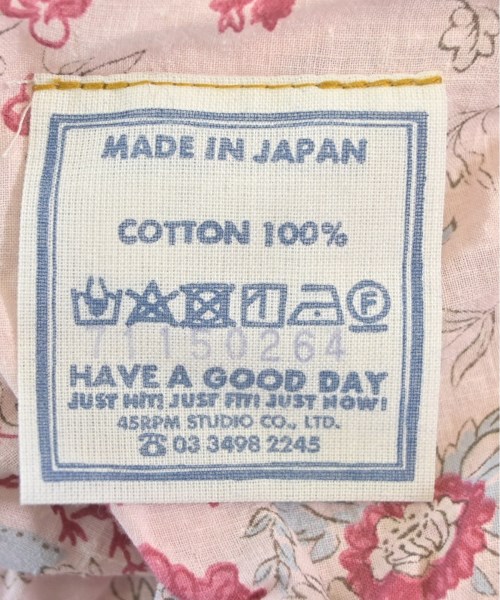 MADE IN JAPAN
COTTON 100%
F
71150264
HAVE A GOOD DAY
JUST HIT! JUST FIT! JUST NOW!
45RPM STUDIO CO., LTD.
☎ 03 3498 2245